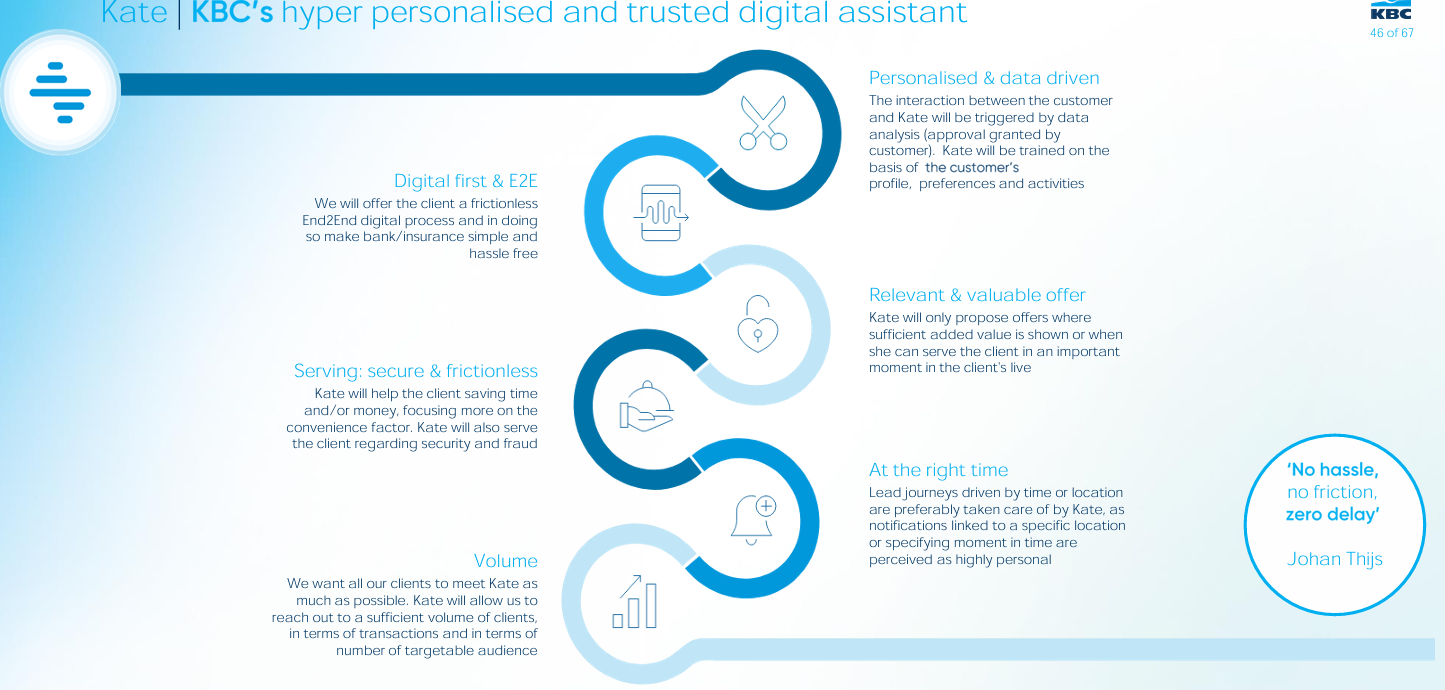 Kate | KBC's hyper personalised and trusted digital assistant
KBC
46 of 67
Personalised & data driven
The interaction between the customer
and Kate will be triggered by data
analysis (approval granted by
customer). Kate will be trained on the
basis of the customer's
profile, preferences and activities
Digital first & E2E
We will offer the client a frictionless
End2End digital process and in doing
so make bank/insurance simple and
hassle free
Relevant & valuable offer
Kate will only propose offers where
sufficient added value is shown or when
she can serve the client in an important
moment in the client's live
Serving: secure & frictionless
Kate will help the client saving time
and/or money, focusing more on the
convenience factor. Kate will also serve
the client regarding security and fraud
At the right time
Lead journeys driven by time or location
are preferably taken care of by Kate, as
notifications linked to a specific location
or specifying moment in time are
perceived as highly personal
Volume
We want all our clients to meet Kate as
much as possible. Kate will allow us to
reach out to a sufficient volume of clients,
in terms of transactions and in terms of
number of targetable audience
'No hassle,
no friction,
zero delay'
Johan Thijs